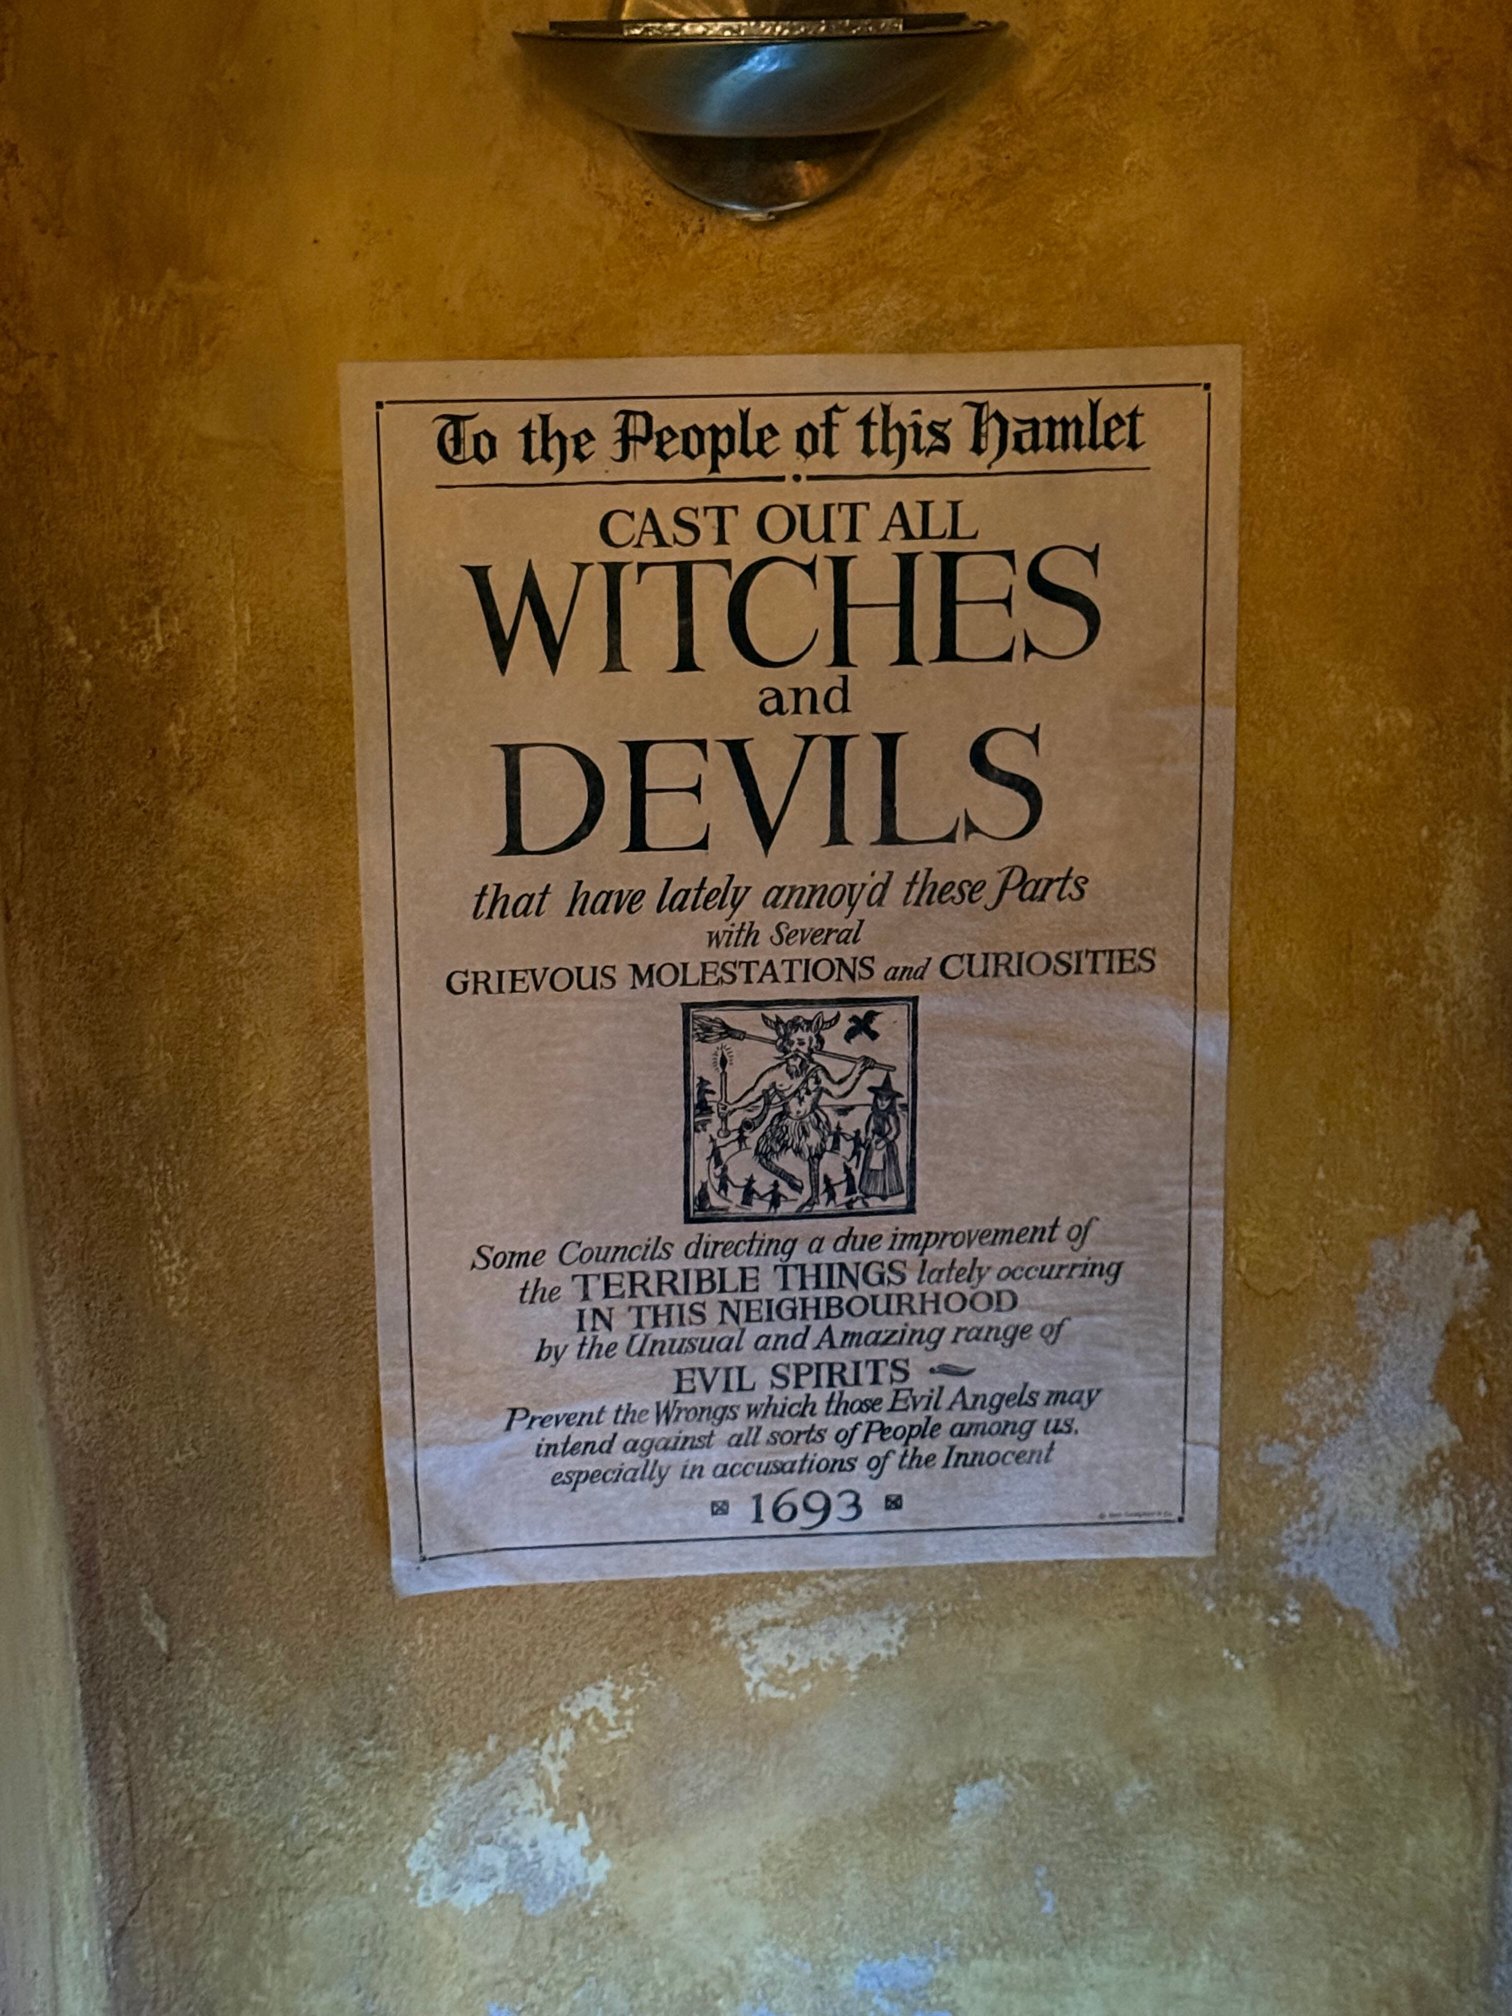 To the People of this Hamlet
CAST OUT ALL
WITCHES
and
DEVILS
that have lately annoy'd these Parts
with Several
GRIEVOUS MOLESTATIONS and CURIOSITIES
Some Councils directing a due improvement of
the TERRIBLE THINGS lately occurring
IN THIS NEIGHBOURHOOD
by the Unusual and Amazing range of
EVIL SPIRITS
Prevent the Wrongs which those Evil Angels may
intend against all sorts of People among us.
especially in accusations of the Innocent
1693